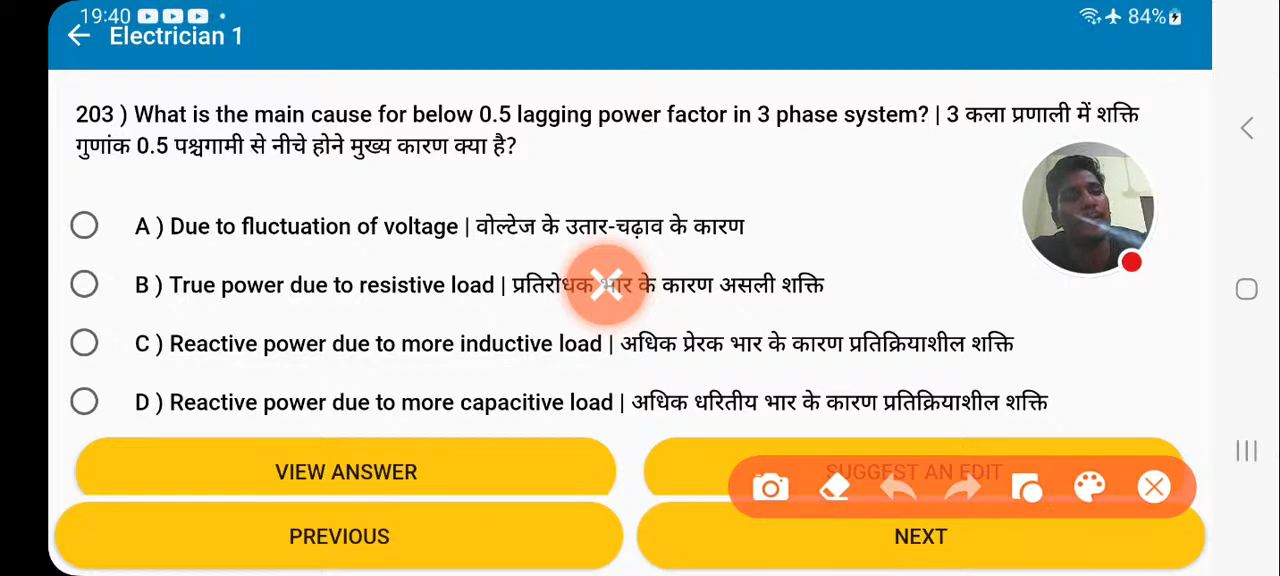 19:40
84%
Electrician 1
203 ) What is the main cause for below 0.5 lagging power factor in 3 phase system? | 3 कला प्रणाली में शक्ति
गुणांक 0.5 पश्चगामी से नीचे होने मुख्य कारण क्या है?
A ) Due to fluctuation of voltage | वोल्टेज के उतार-चढ़ाव के कारण
B ) True power due to resistive load | प्रतिरोधक भार के कारण असली शक्ति
C ) Reactive power due to more inductive load | अधिक प्रेरक भार के कारण प्रतिक्रियाशील शक्ति
D ) Reactive power due to more capacitive load | अधिक धरितीय भार के कारण प्रतिक्रियाशील शक्ति
VIEW ANSWER
SUGGEST AN EDIT
PREVIOUS
NEXT